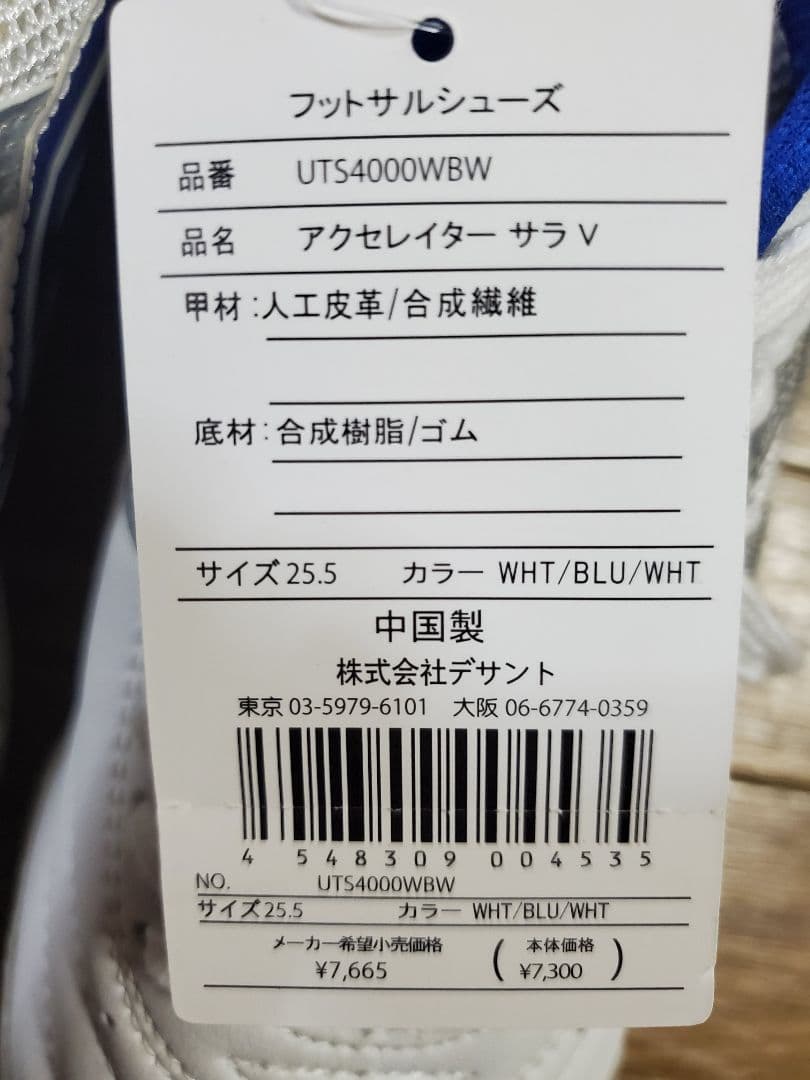 フットサルシューズ
品番 UTS4000WBW
品名 アクセレイター サラ V
甲材:人工皮革/合成繊維
底材:合成樹脂/ゴム
サイズ25.5 カラー WHT/BLU/WHT
中国製
株式会社デサント
東京 03-5979-6101 大阪 06-6774-0359
4 548309 004535
NO. UTS4000WBW
サイズ25.5 カラー WHT/BLU/WHT
メーカー希望小売価格 (本体価格
¥7,665 ¥7,300)